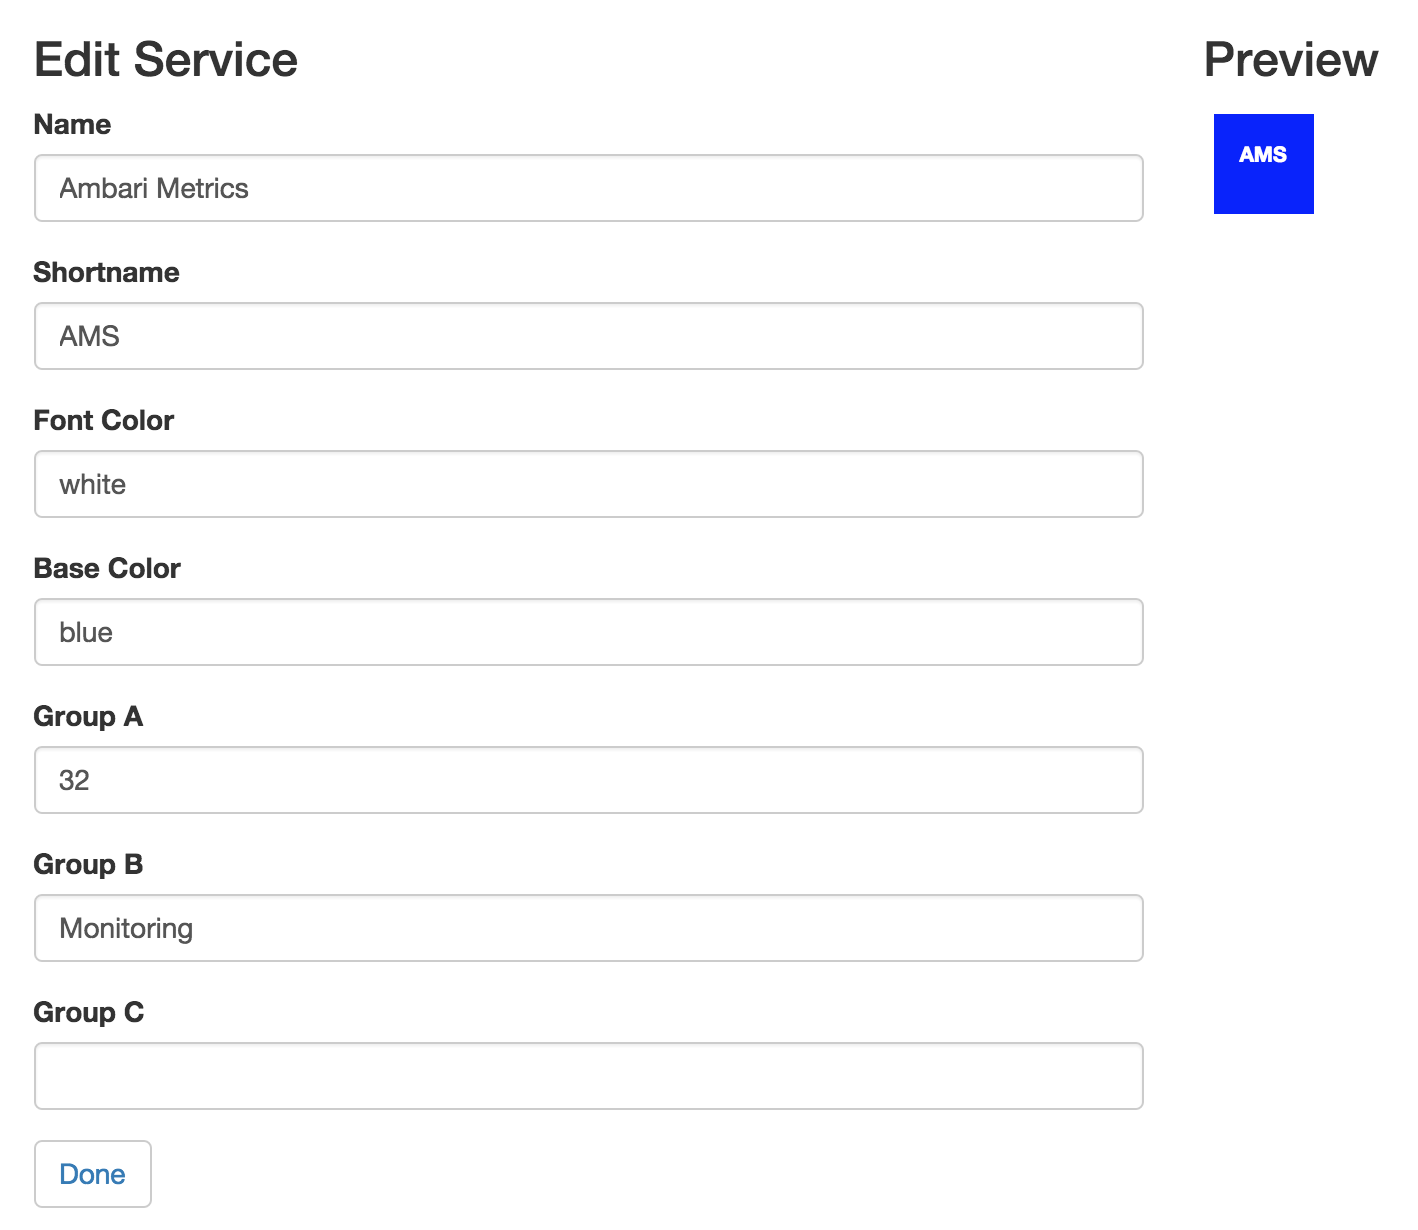 Edit Service
Name
Ambari Metrics
Shortname
AMS
Font Color
white
Base Color
blue
Group A
32
Group B
Monitoring
Group C
Done
Preview
AMS